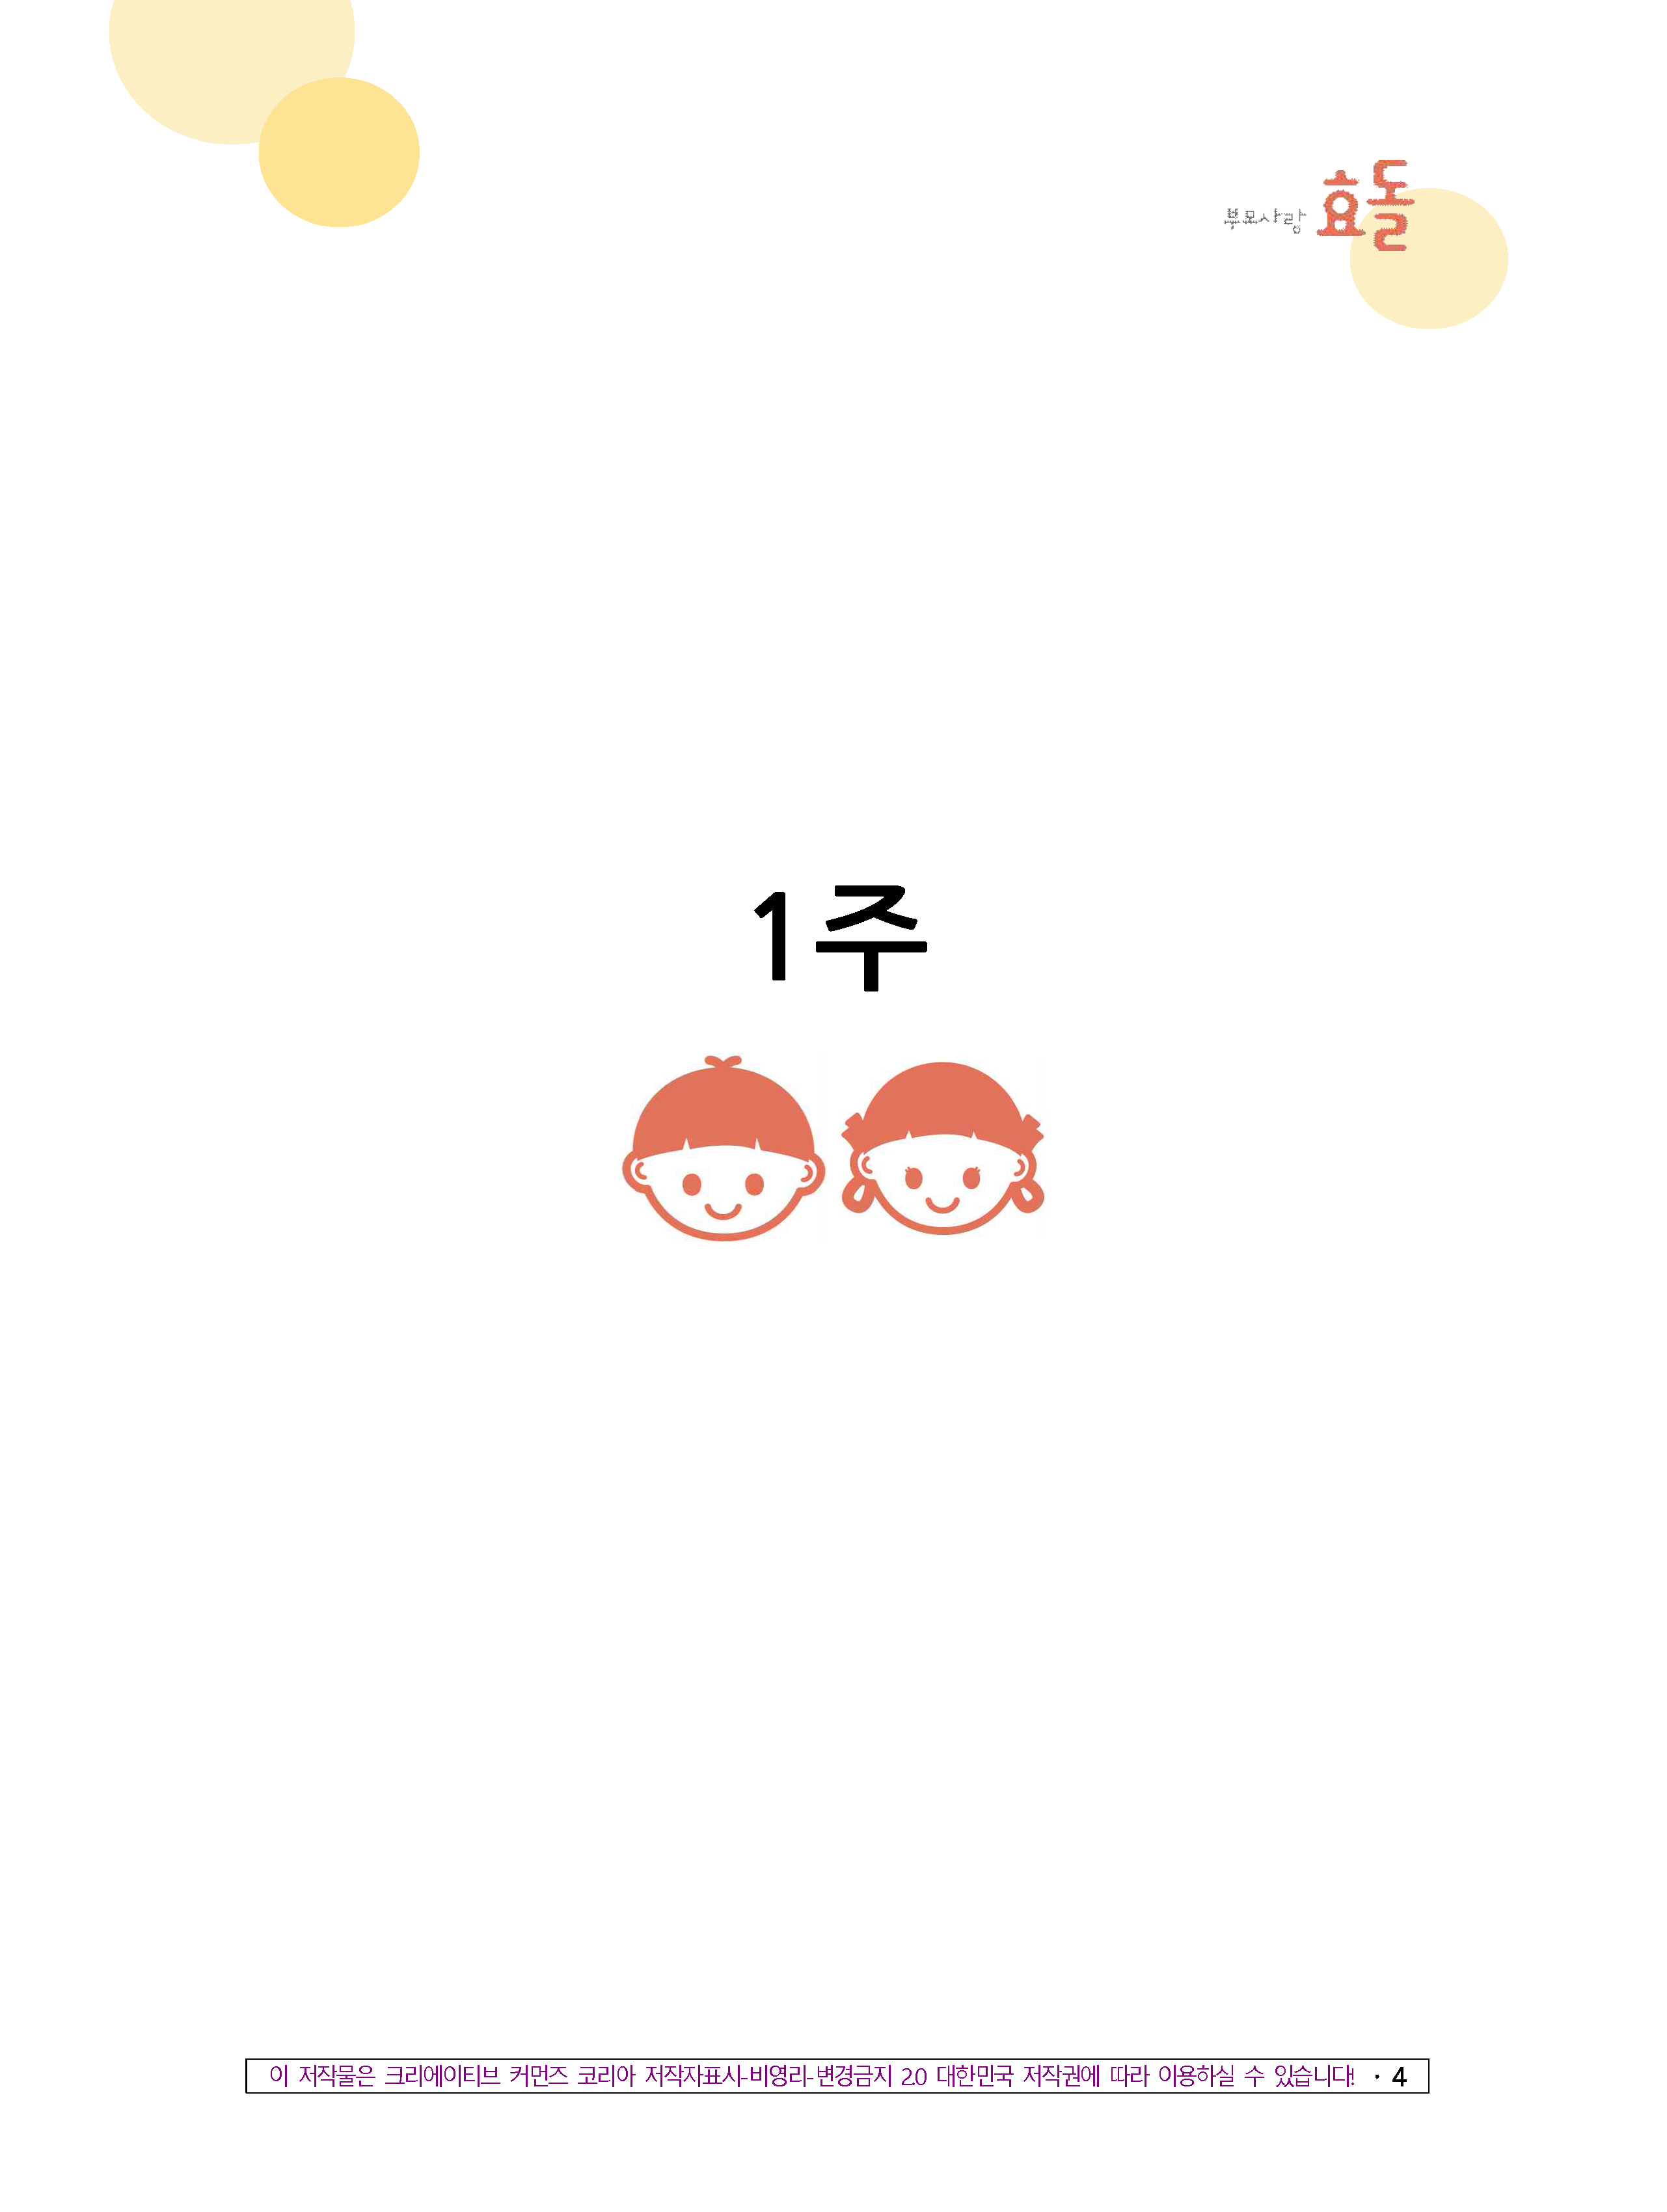 부모사랑 효돌
1주
이 저작물은 크리에이티브 커먼즈 코리아 저작자표시-비영리-변경금지 2.0 대한민국 저작권에 따라 이용하실 수 있습니다! · 4